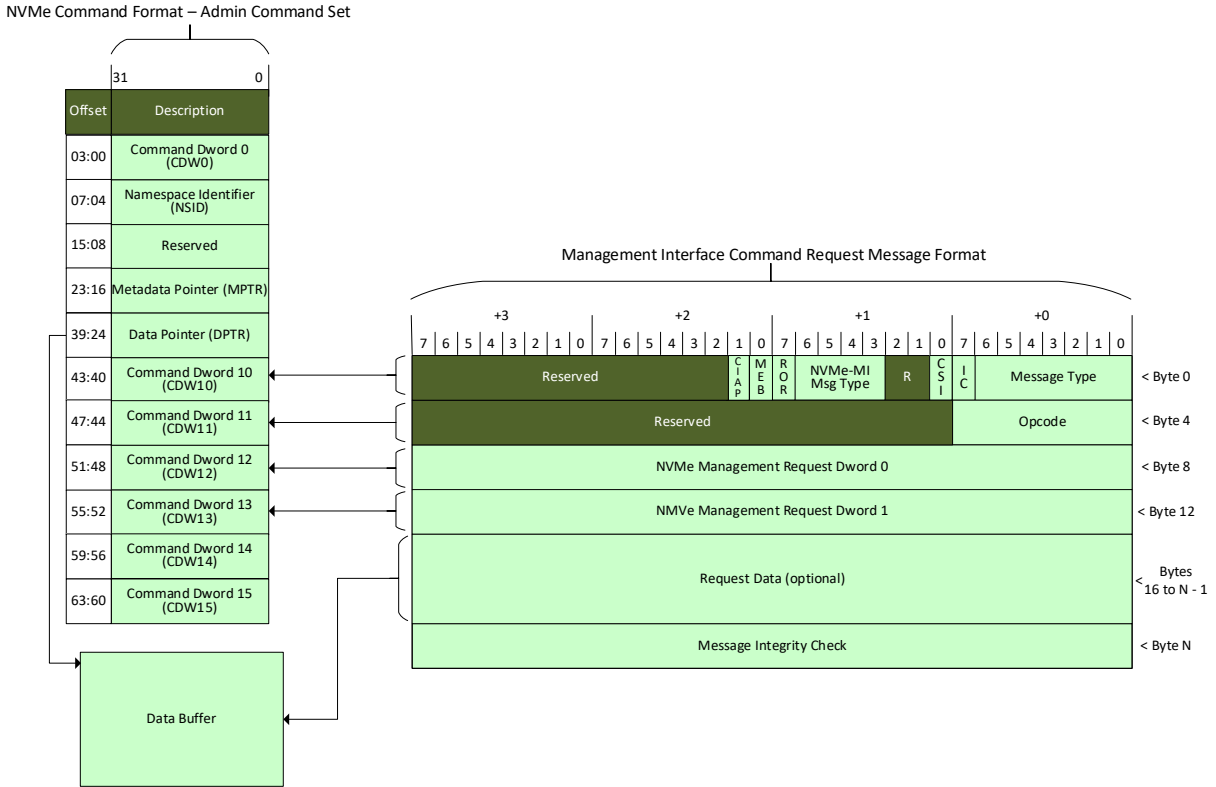 NVMe Command Format – Admin Command Set
31 0
Offset Description
03:00 Command Dword 0
(CDW0)
07:04 Namespace Identifier
(NSID)
15:08 Reserved
23:16 Metadata Pointer (MPTR)
39:24 Data Pointer (DPTR)
43:40 Command Dword 10
(CDW10)
47:44 Command Dword 11
(CDW11)
51:48 Command Dword 12
(CDW12)
55:52 Command Dword 13
(CDW13)
59:56 Command Dword 14
(CDW14)
63:60 Command Dword 15
(CDW15)
Data Buffer
Management Interface Command Request Message Format
+3 +2 +1 +0
7 6 5 4 3 2 1 0 7 6 5 4 3 2 1 0 7 6 5 4 3 2 1 0 7 6 5 4 3 2 1 0
Reserved CIAP MEB ROR NVMe-MI
Msg Type R CSI IC Message Type < Byte 0
Reserved Opcode < Byte 4
NVMe Management Request Dword 0 < Byte 8
NMVe Management Request Dword 1 < Byte 12
Request Data (optional) < Bytes
16 to N - 1
Message Integrity Check < Byte N